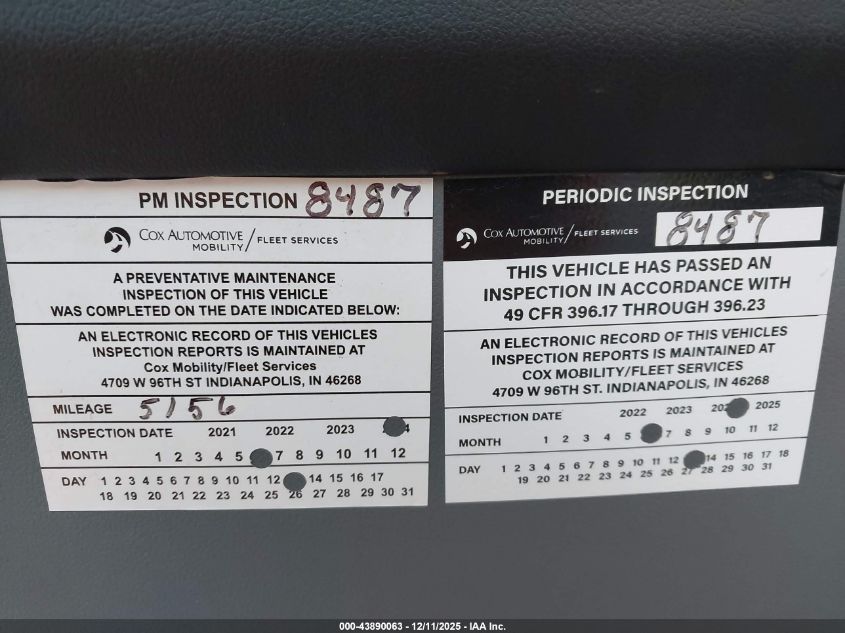 PM INSPECTION 8487
COX AUTOMOTIVE
MOBILITY / FLEET SERVICES
A PREVENTATIVE MAINTENANCE
INSPECTION OF THIS VEHICLE
WAS COMPLETED ON THE DATE INDICATED BELOW:
AN ELECTRONIC RECORD OF THIS VEHICLES
INSPECTION REPORTS IS MAINTAINED AT
Cox Mobility/Fleet Services
4709 W 96TH ST INDIANAPOLIS, IN 46268
MILEAGE 5156
INSPECTION DATE 2021 2022 2023 4
MONTH 1 2 3 4 5 7 8 9 10 11 12
DAY 1 2 3 4 5 6 7 8 9 10 11 12 14 15 16 17
18 19 20 21 22 23 24 25 26 27 28 29 30 31
PERIODIC INSPECTION
COX AUTOMOTIVE
MOBILITY / FLEET SERVICES 8487
THIS VEHICLE HAS PASSED AN
INSPECTION IN ACCORDANCE WITH
49 CFR 396.17 THROUGH 396.23
AN ELECTRONIC RECORD OF THIS VEHICLES
INSPECTION REPORTS IS MAINTAINED AT
COX MOBILITY/FLEET SERVICES
4709 W 96TH ST. INDIANAPOLIS, IN 46268
INSPECTION DATE 2022 2023 202 2025
MONTH 1 2 3 4 5 7 8 9 10 11 12
DAY 1 2 3 4 5 6 7 8 9 10 11 12 14 15 16 17 18
19 20 21 22 23 24 25 26 27 28 29 30 31
000-43890063 - 12/11/2025 - IAA Inc.